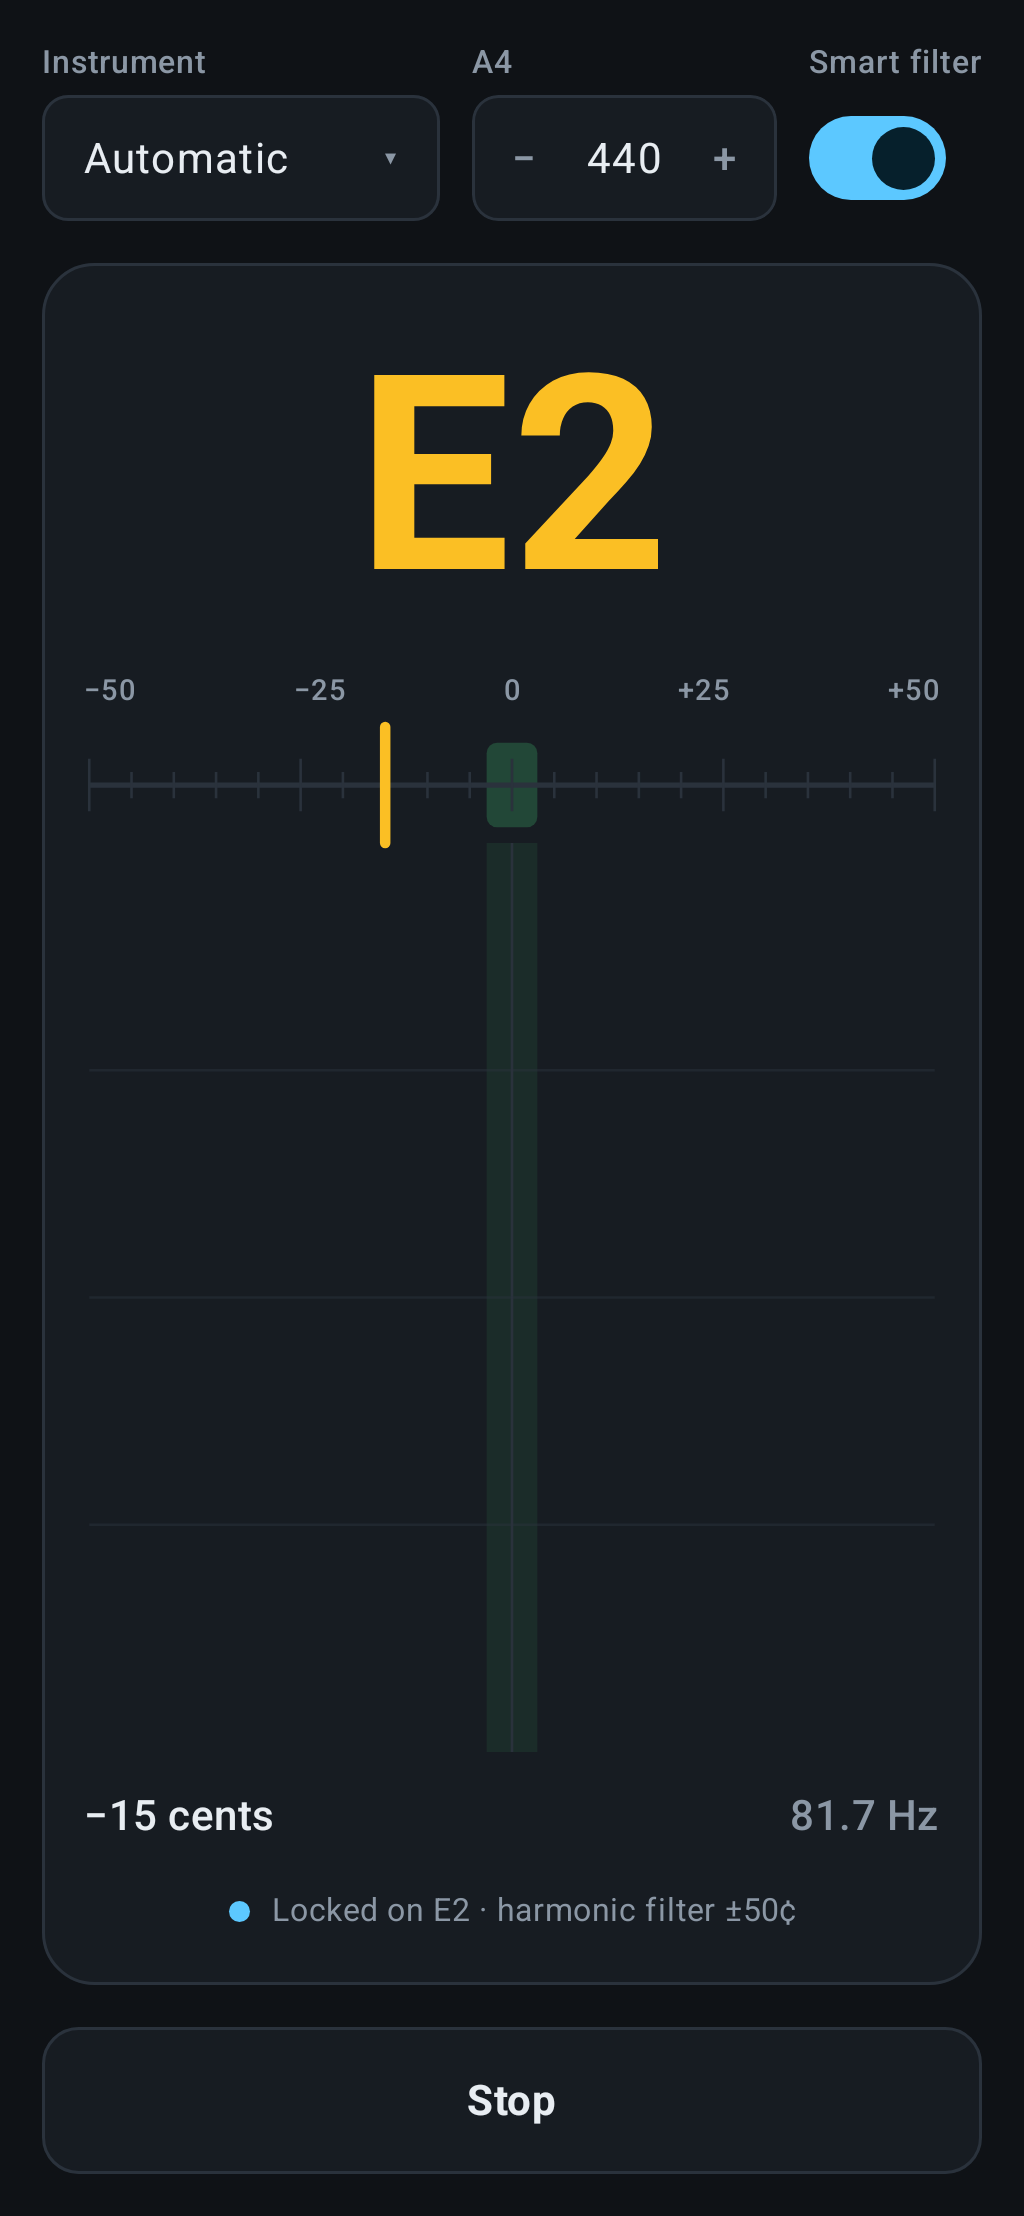 Instrument A4 Smart filter
Automatic ▾ − 440 +
E2
−50 −25 0 +25 +50
−15 cents 81.7 Hz
Locked on E2 · harmonic filter ±50¢
Stop